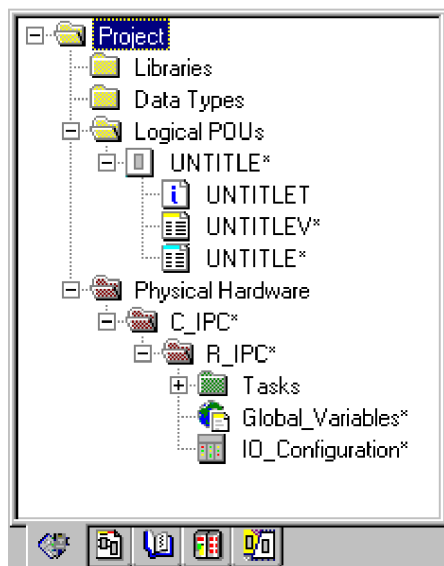 Project
Libraries
Data Types
Logical POUs
UNTITLE*
UNTITLET
UNTITLEV*
UNTITLE*
Physical Hardware
C_IPC*
R_IPC*
Tasks
Global_Variables*
IO_Configuration*